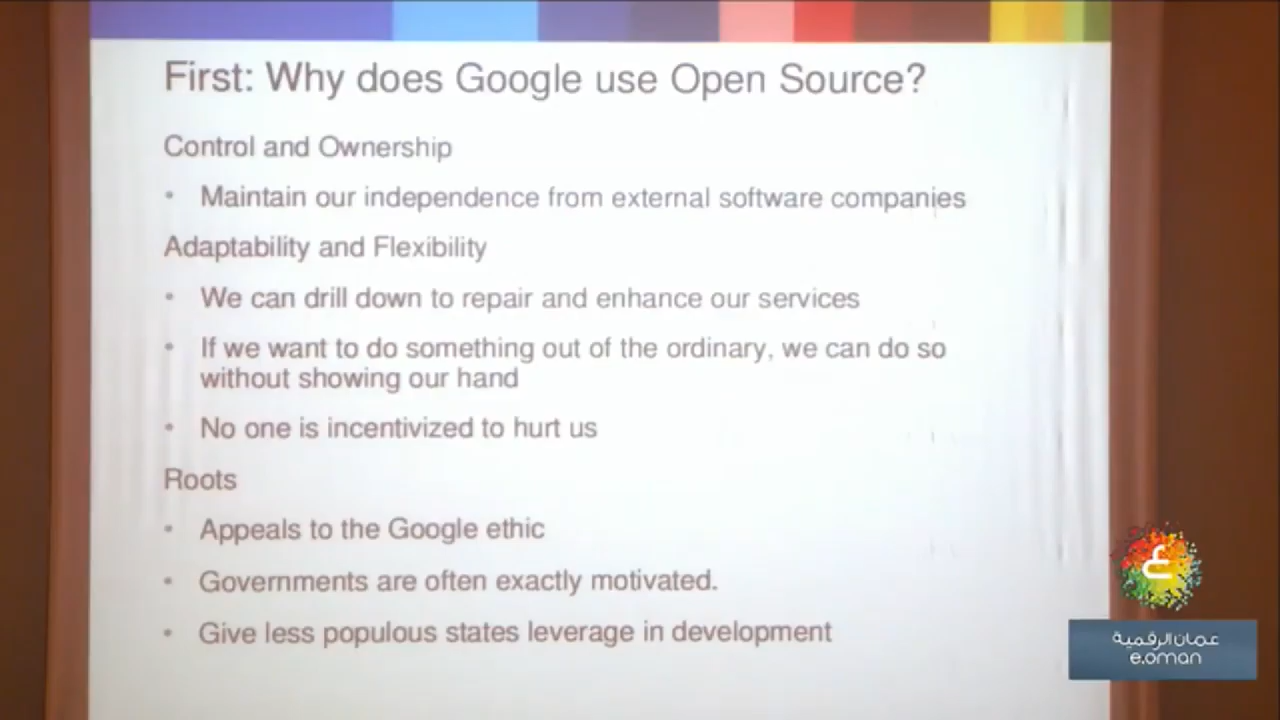 First: Why does Google use Open Source?
Control and Ownership
• Maintain our independence from external software companies
Adaptability and Flexibility
• We can drill down to repair and enhance our services
• If we want to do something out of the ordinary, we can do so
without showing our hand
• No one is incentivized to hurt us
Roots
• Appeals to the Google ethic
• Governments are often exactly motivated.
• Give less populous states leverage in development
ع
عمان الرقمية
e.oman